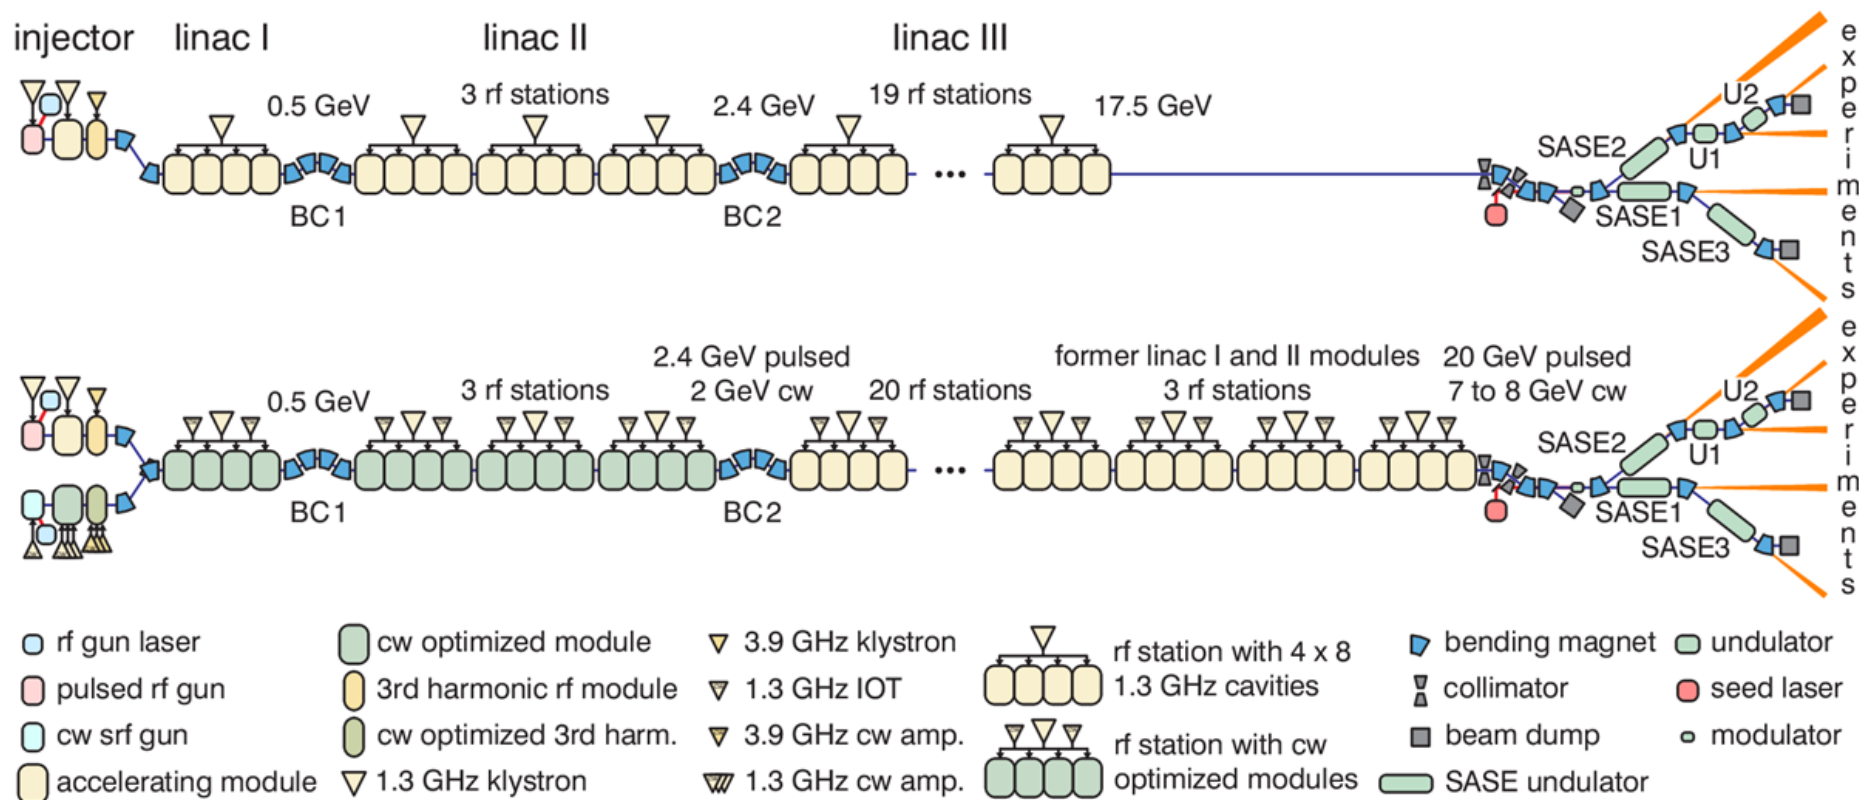 injector linac I linac II linac III
0.5 GeV 3 rf stations 2.4 GeV 19 rf stations 17.5 GeV
BC1 BC2
SASE2 U2
U1
SASE1
SASE3
experiments
2.4 GeV pulsed former linac I and II modules 20 GeV pulsed
0.5 GeV 3 rf stations 2 GeV cw 20 rf stations 3 rf stations 7 to 8 GeV cw
BC1 BC2
SASE2 U2
U1
SASE1
SASE3
experiments
rf gun laser
pulsed rf gun
cw srf gun
accelerating module
cw optimized module
3rd harmonic rf module
cw optimized 3rd harm.
1.3 GHz klystron
3.9 GHz klystron
1.3 GHz IOT
3.9 GHz cw amp.
1.3 GHz cw amp.
rf station with 4 x 8
1.3 GHz cavities
rf station with cw
optimized modules
bending magnet
collimator
beam dump
SASE undulator
undulator
seed laser
modulator